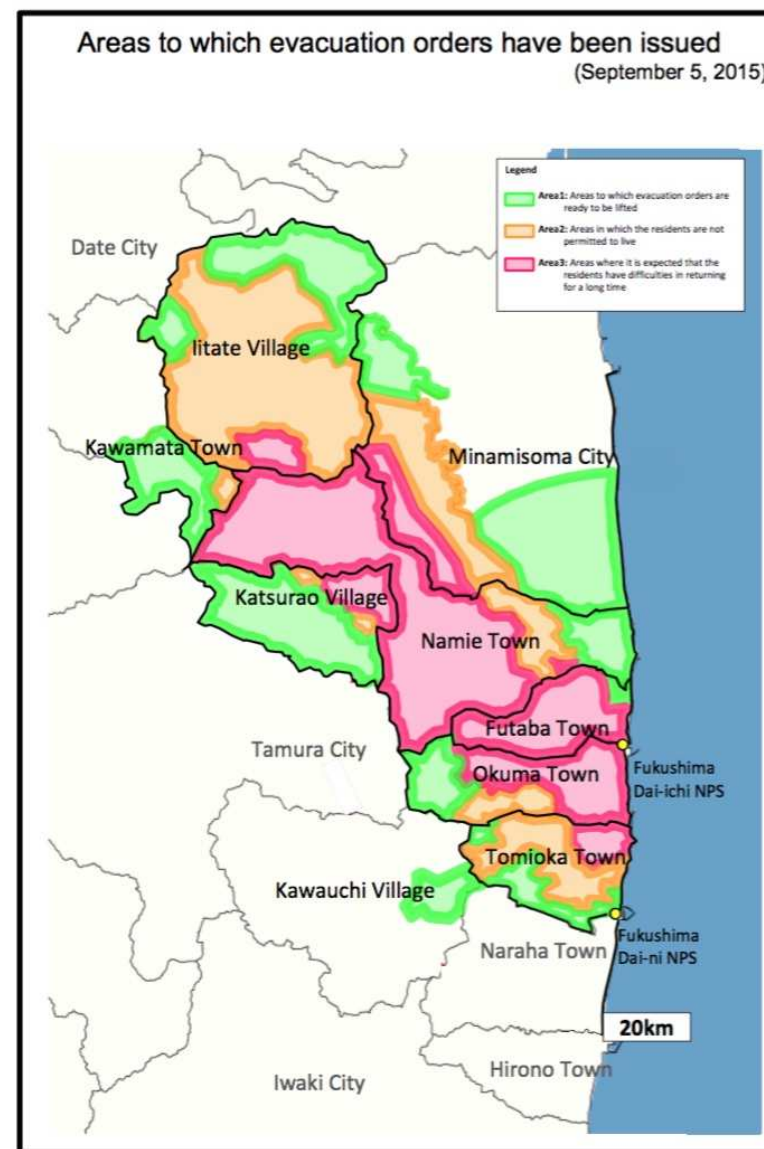 Areas to which evacuation orders have been issued
(September 5, 2015)
Legend
Area1: Areas to which evacuation orders are
ready to be lifted
Area2: Areas in which the residents are not
permitted to live
Area3: Areas where it is expected that the
residents have difficulties in returning
for a long time
Date City
Iitate Village
Kawamata Town
Minamisoma City
Katsurao Village
Namie Town
Futaba Town
Tamura City
Okuma Town
Fukushima
Dai-ichi NPS
Tomioka Town
Kawauchi Village
Fukushima
Dai-ni NPS
Naraha Town
20km
Hirono Town
Iwaki City